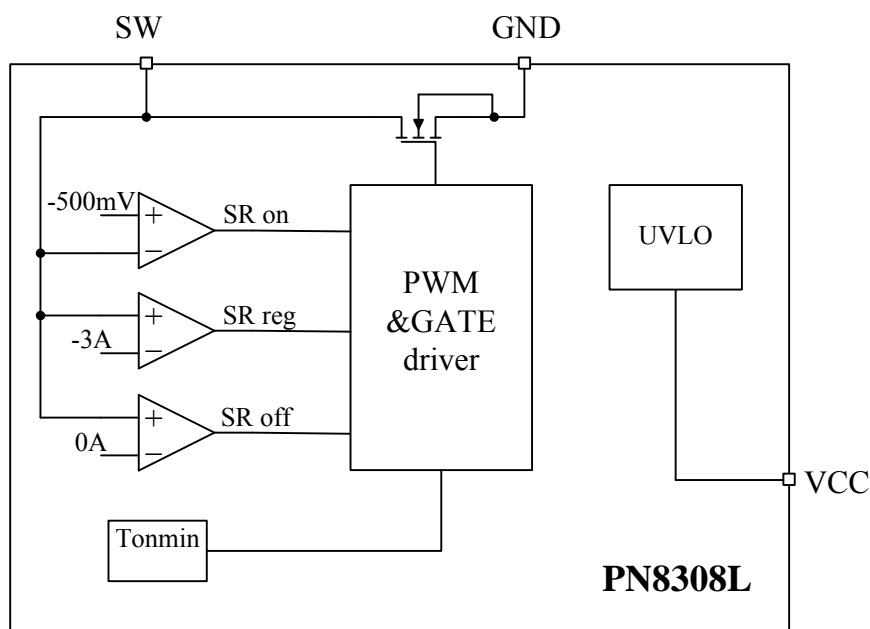 SW
GND
-500mV
+
−
SR on
PWM
&GATE
driver
UVLO
+
−
-3A
SR reg
+
−
0A
SR off
VCC
Tonmin
PN8308L